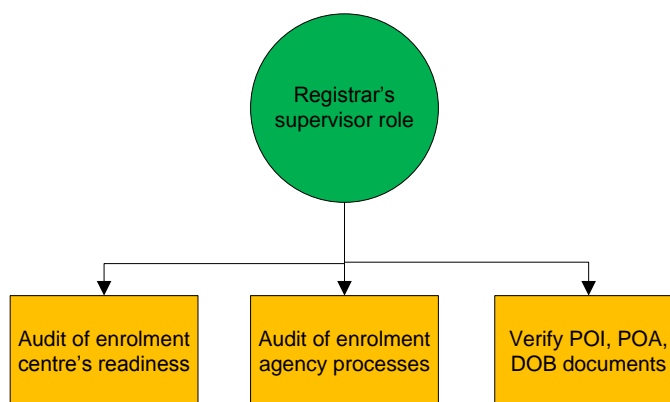 Registrar's
supervisor role
Audit of enrolment
centre's readiness
Audit of enrolment
agency processes
Verify POI, POA,
DOB documents